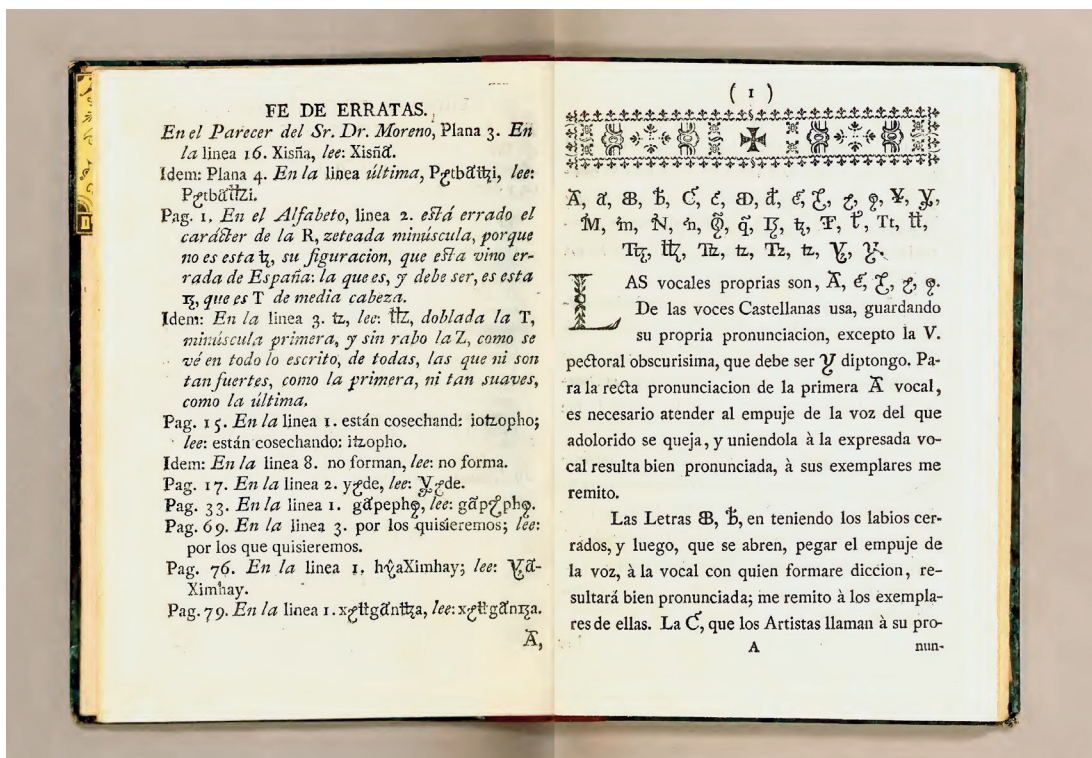 FE DE ERRATAS.
En el Parecer del Sr. Dr. Moreno, Plana 3. En
la linea 16. Xisña, lee: Xisñã.
Idem: Plana 4. En la linea última, lee:
Pag. 1. En el Alfabeto, linea 2. está errado el
carácter de la R, zeteada minúscula, porque
no es esta su figuracion, que esta vino er-
rada de España: la que es, y debe ser, es esta
que es T de media cabeza.
Idem: En la linea 3. tz, lee: doblada la T,
minúscula primera, y sin rabo la Z, como se
vé en todo lo escrito, de todas, las que ni son
tan fuertes, como la primera, ni tan suaves,
como la última.
Pag. 15. En la linea 1. están cosechand:
lee: están cosechando:
Idem: En la linea 8. no forman, lee: no forma.
Pag. 17. En la linea 2. lee:
Pag. 33. En la linea 1. lee:
Pag. 69. En la linea 3. por los quisieremos; lee:
por los que quisieremos.
Pag. 76. En la linea 1. lee:
Ximhay.
Pag. 79. En la linea 1. lee:
Ã,
( 1 )
LAS vocales proprias son, Ã,
De las voces Castellanas usa, guardando
su propria pronunciacion, excepto la V.
pectoral obscurisima, que debe ser diptongo. Pa-
ra la recta pronunciacion de la primera Ã vocal,
es necesario atender al empuje de la voz del que
adolorido se queja, y uniendola à la expresada vo-
cal resulta bien pronunciada, à sus exemplares me
remito.
Las Letras en teniendo los labios cer-
rados, y luego, que se abren, pegar el empuje de
la voz, à la vocal con quien formare diccion, re-
sultará bien pronunciada; me remito à los exempla-
res de ellas. La que los Artistas llaman à su pro-
A
nun-